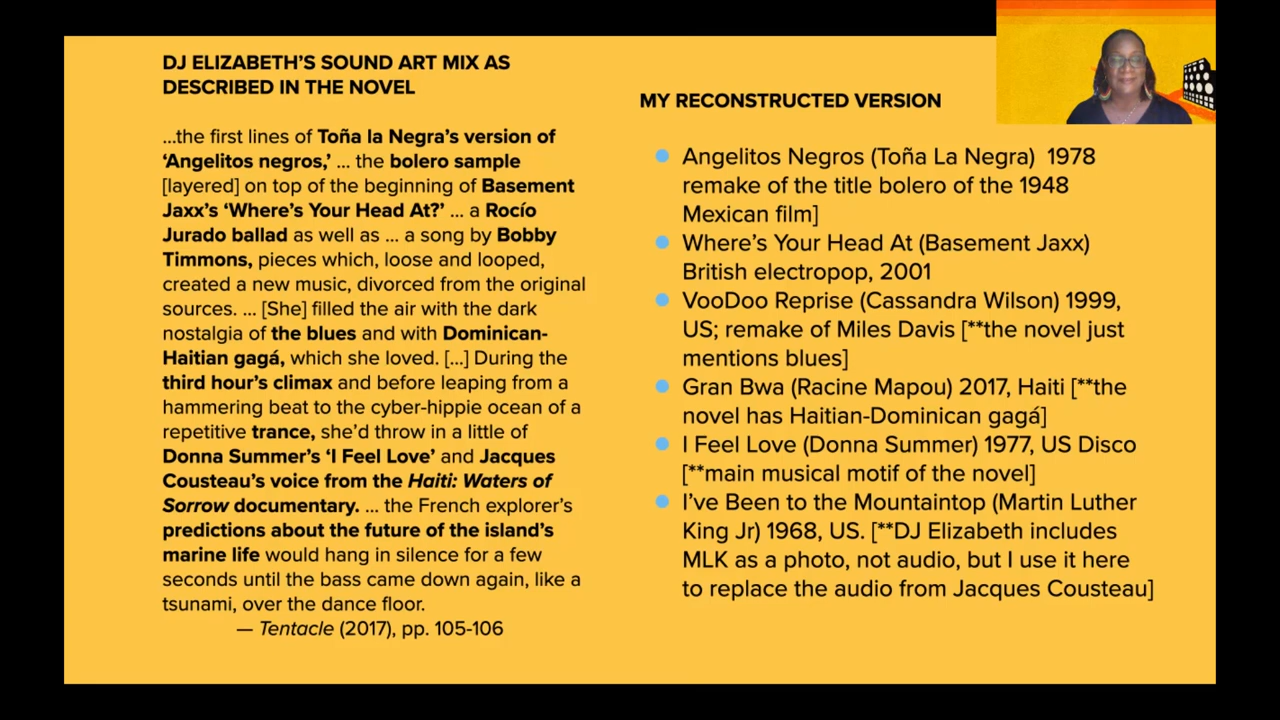 DJ ELIZABETH'S SOUND ART MIX AS
DESCRIBED IN THE NOVEL
...the first lines of Toña la Negra's version of
'Angelitos negros,' ... the bolero sample
[layered] on top of the beginning of Basement
Jaxx's 'Where's Your Head At?' ... a Rocío
Jurado ballad as well as ... a song by Bobby
Timmons, pieces which, loose and looped,
created a new music, divorced from the original
sources. ... [She] filled the air with the dark
nostalgia of the blues and with Dominican-
Haitian gagá, which she loved. [...] During the
third hour's climax and before leaping from a
hammering beat to the cyber-hippie ocean of a
repetitive trance, she'd throw in a little of
Donna Summer's 'I Feel Love' and Jacques
Cousteau's voice from the Haiti: Waters of
Sorrow documentary. ... the French explorer's
predictions about the future of the island's
marine life would hang in silence for a few
seconds until the bass came down again, like a
tsunami, over the dance floor.
— Tentacle (2017), pp. 105-106
MY RECONSTRUCTED VERSION
Angelitos Negros (Toña La Negra) 1978
remake of the title bolero of the 1948
Mexican film]
Where's Your Head At (Basement Jaxx)
British electropop, 2001
VooDoo Reprise (Cassandra Wilson) 1999,
US; remake of Miles Davis [**the novel just
mentions blues]
Gran Bwa (Racine Mapou) 2017, Haiti [**the
novel has Haitian-Dominican gagá]
I Feel Love (Donna Summer) 1977, US Disco
[**main musical motif of the novel]
I've Been to the Mountaintop (Martin Luther
King Jr) 1968, US. [**DJ Elizabeth includes
MLK as a photo, not audio, but I use it here
to replace the audio from Jacques Cousteau]